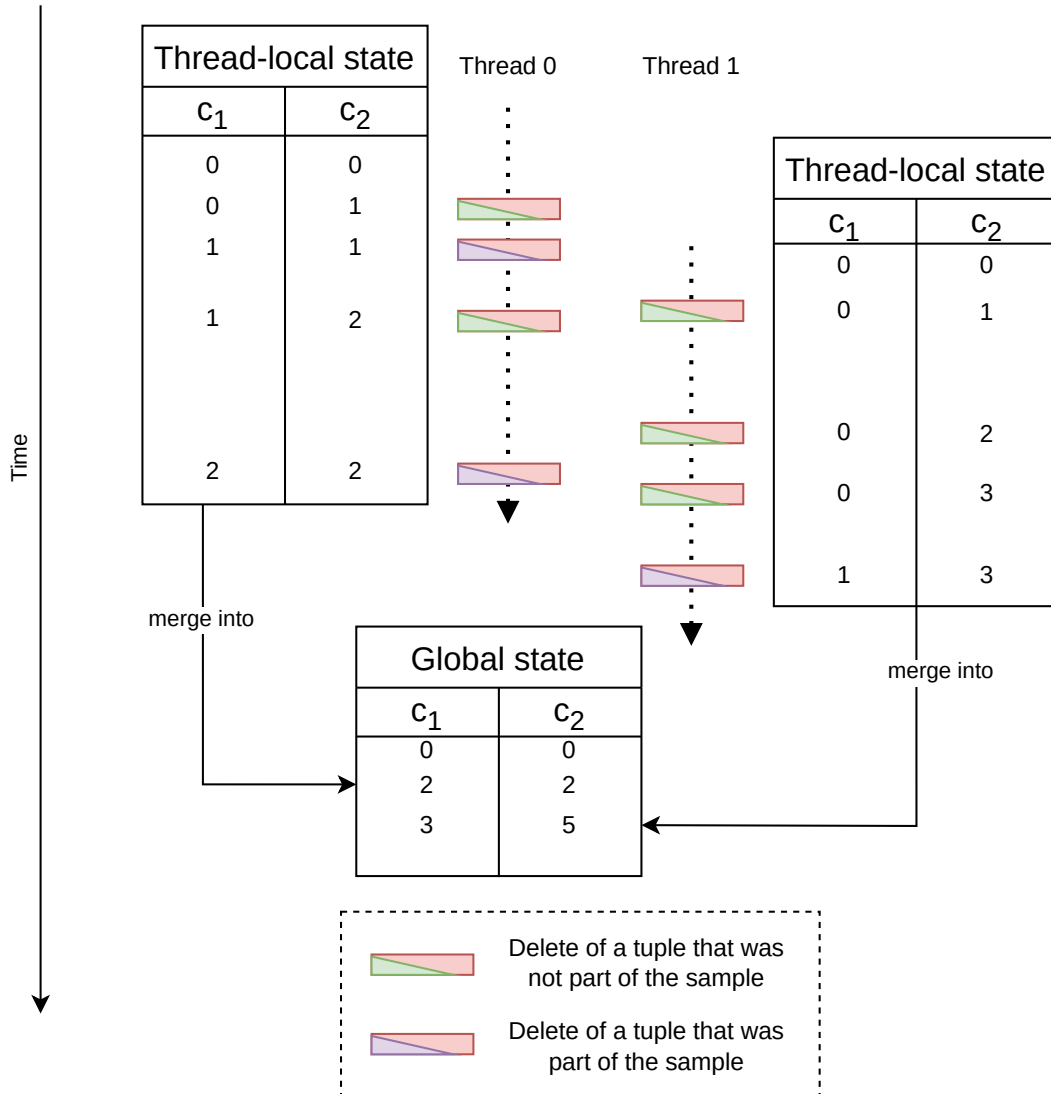 Thread-local state
Thread 0
Thread 1
c1 c2
0 0
0 1
1 1
1 2
2 2
Thread-local state
c1 c2
0 0
0 1
0 2
0 3
1 3
Time
merge into
merge into
Global state
c1 c2
0 0
2 2
3 5
Delete of a tuple that was
not part of the sample
Delete of a tuple that was
part of the sample